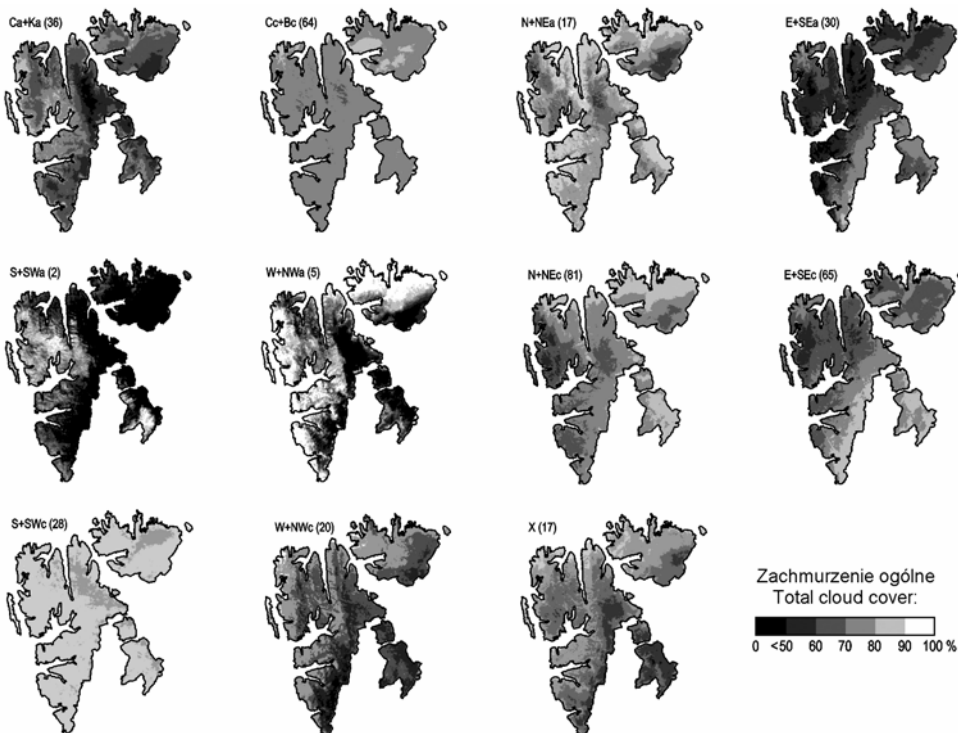 Ca+Ka (36)
Cc+Bc (64)
N+NEa (17)
E+SEa (30)
S+SWa (2)
W+NWa (5)
N+NEc (81)
E+SEc (65)
S+SWc (28)
W+NWc (20)
X (17)
Zachmurzenie ogólne
Total cloud cover:
0 <50 60 70 80 90 100 %